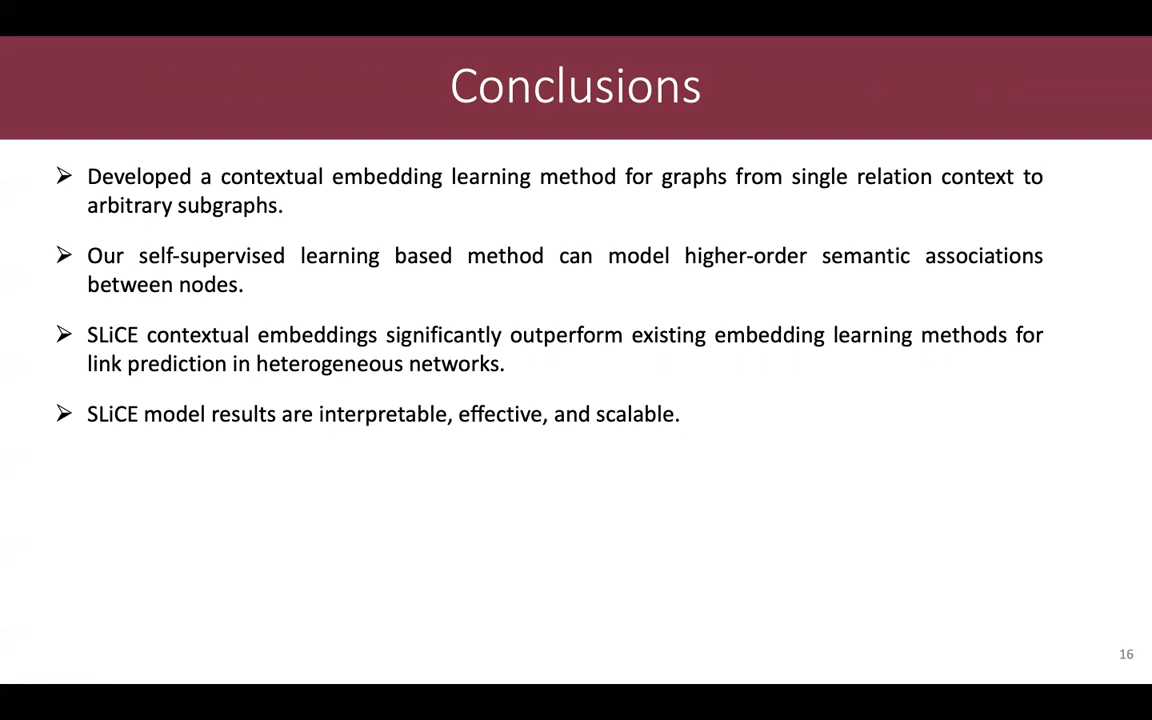 Conclusions
➢ Developed a contextual embedding learning method for graphs from single relation context to
arbitrary subgraphs.
➢ Our self-supervised learning based method can model higher-order semantic associations
between nodes.
➢ SLiCE contextual embeddings significantly outperform existing embedding learning methods for
link prediction in heterogeneous networks.
➢ SLiCE model results are interpretable, effective, and scalable.
16